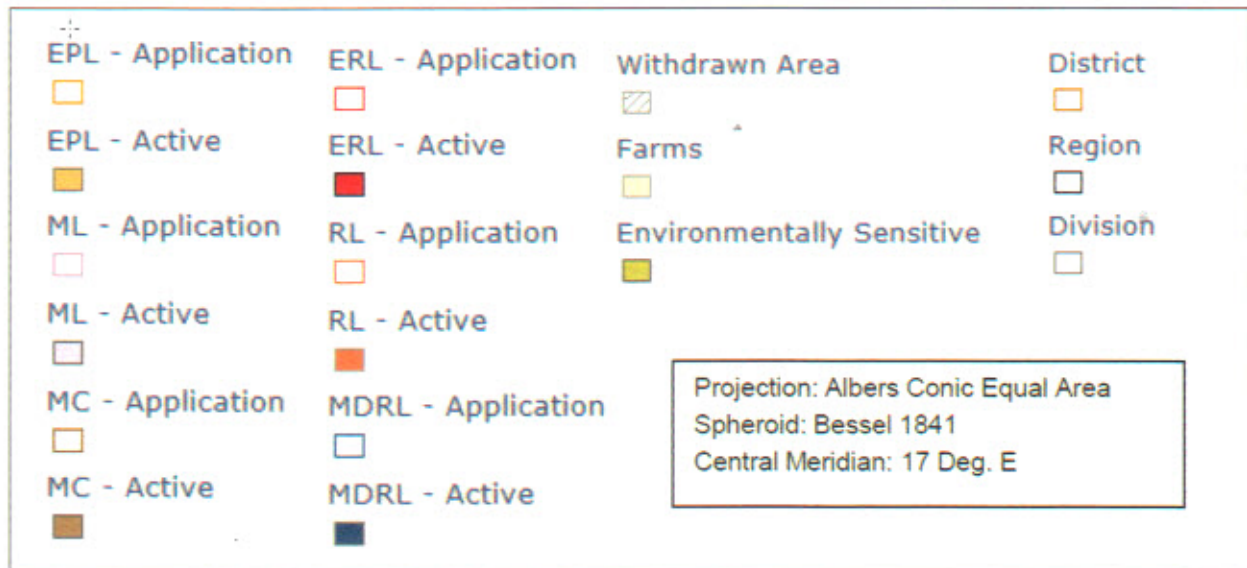 EPL - Application
EPL - Active
ML - Application
ML - Active
MC - Application
MC - Active
ERL - Application
ERL - Active
RL - Application
RL - Active
MDRL - Application
MDRL - Active
Withdrawn Area
Farms
Environmentally Sensitive
District
Region
Division
Projection: Albers Conic Equal Area
Spheroid: Bessel 1841
Central Meridian: 17 Deg. E